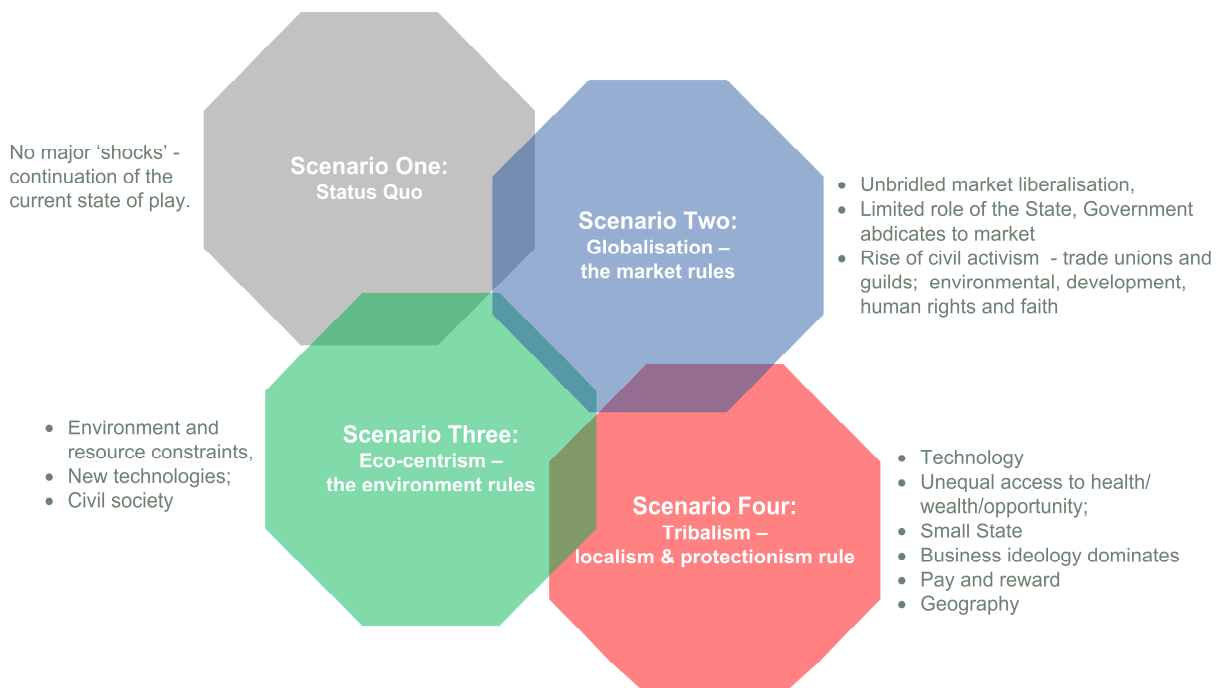 No major ‘shocks’ -
continuation of the
current state of play.
Scenario One:
Status Quo
Scenario Two:
Globalisation –
the market rules
• Unbridled market liberalisation,
• Limited role of the State, Government
abdicates to market
• Rise of civil activism - trade unions and
guilds; environmental, development,
human rights and faith
• Environment and
resource constraints,
• New technologies;
• Civil society
Scenario Three:
Eco-centrism –
the environment rules
Scenario Four:
Tribalism –
localism & protectionism rule
• Technology
• Unequal access to health/
wealth/opportunity;
• Small State
• Business ideology dominates
• Pay and reward
• Geography